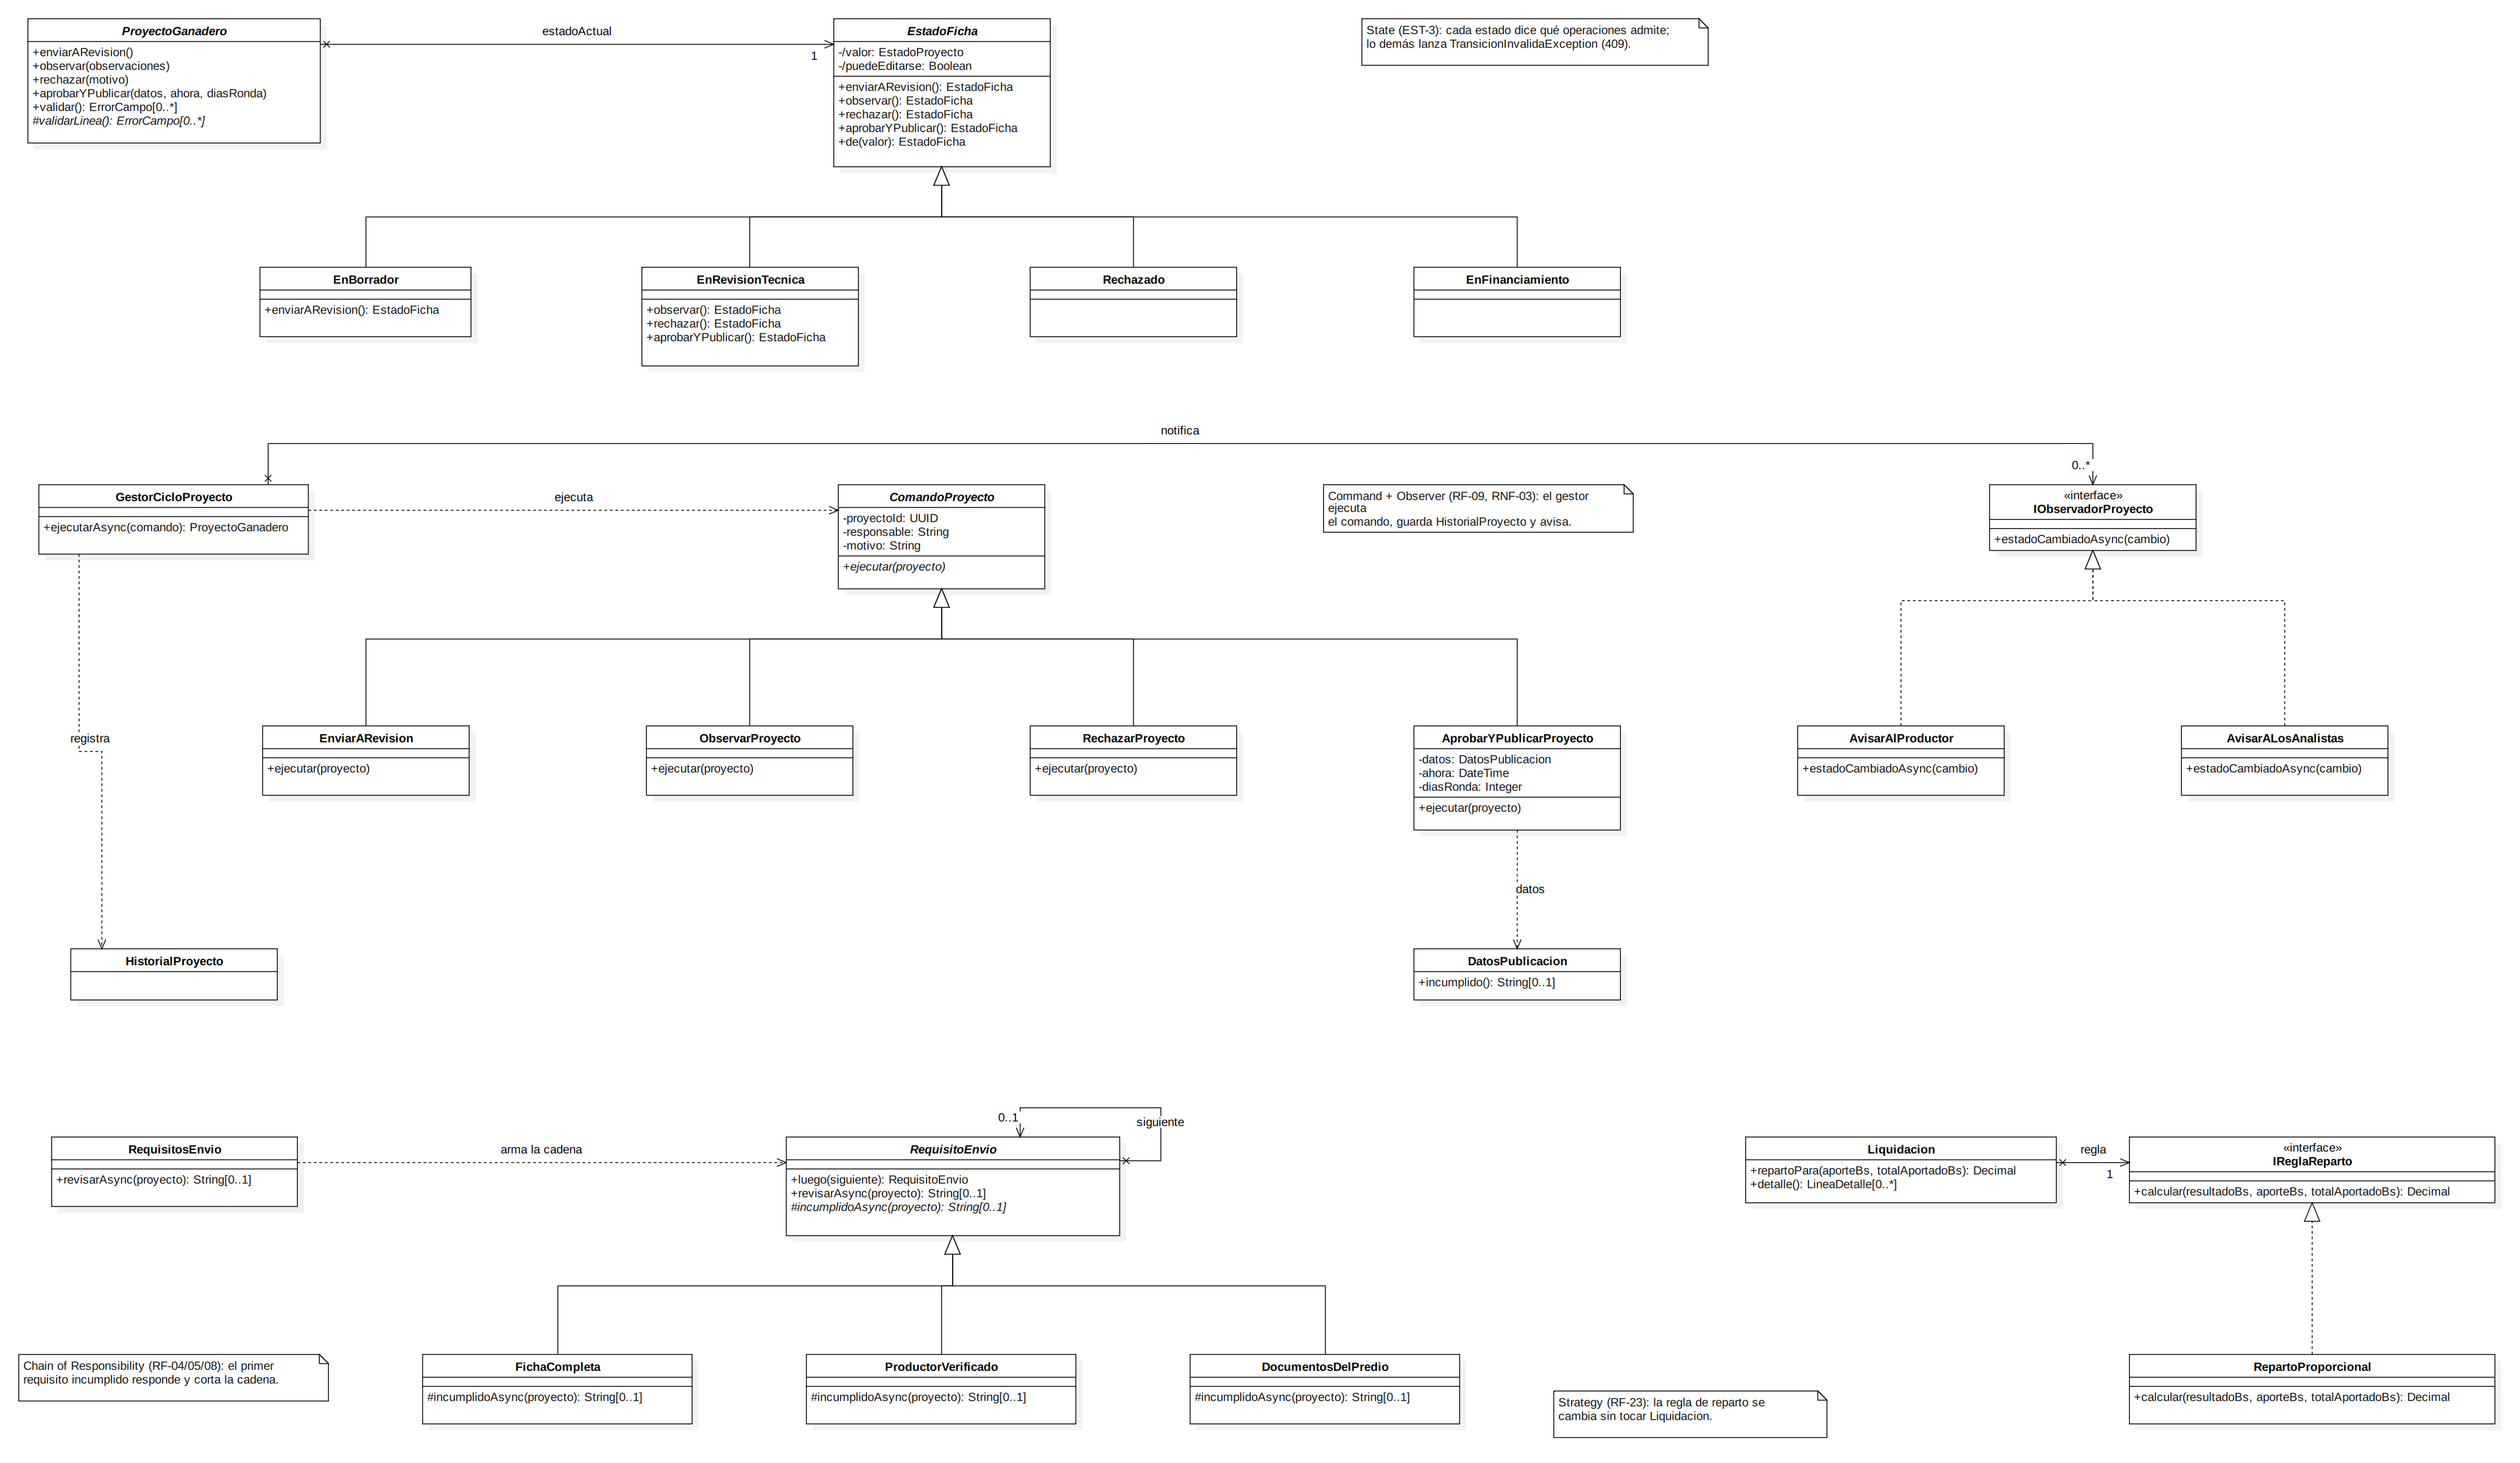 ProyectoGanadero
+enviarARevision()
+observar(observaciones)
+rechazar(motivo)
+aprobarYPublicar(datos, ahora, diasRonda)
+validar(): ErrorCampo[0..*]
#validarLinea(): ErrorCampo[0..*]
estadoActual
1
EstadoFicha
-/valor: EstadoProyecto
-/puedeEditarse: Boolean
+enviarARevision(): EstadoFicha
+observar(): EstadoFicha
+rechazar(): EstadoFicha
+aprobarYPublicar(): EstadoFicha
+de(valor): EstadoFicha
State (EST-3): cada estado dice qué operaciones admite;
lo demás lanza TransicionInvalidaException (409).
EnBorrador
+enviarARevision(): EstadoFicha
EnRevisionTecnica
+observar(): EstadoFicha
+rechazar(): EstadoFicha
+aprobarYPublicar(): EstadoFicha
Rechazado
EnFinanciamiento
notifica
0..*
GestorCicloProyecto
+ejecutarAsync(comando): ProyectoGanadero
ejecuta
ComandoProyecto
-proyectoId: UUID
-responsable: String
-motivo: String
+ejecutar(proyecto)
Command + Observer (RF-09, RNF-03): el gestor
ejecuta
el comando, guarda HistorialProyecto y avisa.
«interface»
IObservadorProyecto
+estadoCambiadoAsync(cambio)
registra
EnviarARevision
+ejecutar(proyecto)
ObservarProyecto
+ejecutar(proyecto)
RechazarProyecto
+ejecutar(proyecto)
AprobarYPublicarProyecto
-datos: DatosPublicacion
-ahora: DateTime
-diasRonda: Integer
+ejecutar(proyecto)
AvisarAlProductor
+estadoCambiadoAsync(cambio)
AvisarALosAnalistas
+estadoCambiadoAsync(cambio)
datos
HistorialProyecto
DatosPublicacion
+incumplido(): String[0..1]
RequisitosEnvio
+revisarAsync(proyecto): String[0..1]
arma la cadena
0..1
siguiente
RequisitoEnvio
+luego(siguiente): RequisitoEnvio
+revisarAsync(proyecto): String[0..1]
#incumplidoAsync(proyecto): String[0..1]
Liquidacion
+repartoPara(aporteBs, totalAportadoBs): Decimal
+detalle(): LineaDetalle[0..*]
regla
1
«interface»
IReglaReparto
+calcular(resultadoBs, aporteBs, totalAportadoBs): Decimal
Chain of Responsibility (RF-04/05/08): el primer
requisito incumplido responde y corta la cadena.
FichaCompleta
#incumplidoAsync(proyecto): String[0..1]
ProductorVerificado
#incumplidoAsync(proyecto): String[0..1]
DocumentosDelPredio
#incumplidoAsync(proyecto): String[0..1]
Strategy (RF-23): la regla de reparto se
cambia sin tocar Liquidacion.
RepartoProporcional
+calcular(resultadoBs, aporteBs, totalAportadoBs): Decimal